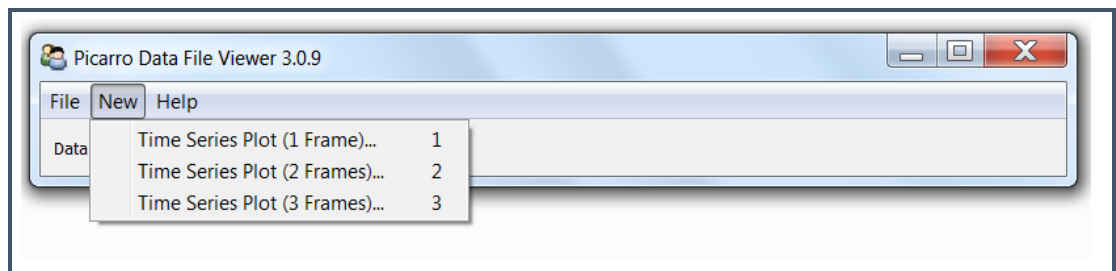 Picarro Data File Viewer 3.0.9
File New Help
Data
Time Series Plot (1 Frame)... 1
Time Series Plot (2 Frames)... 2
Time Series Plot (3 Frames)... 3